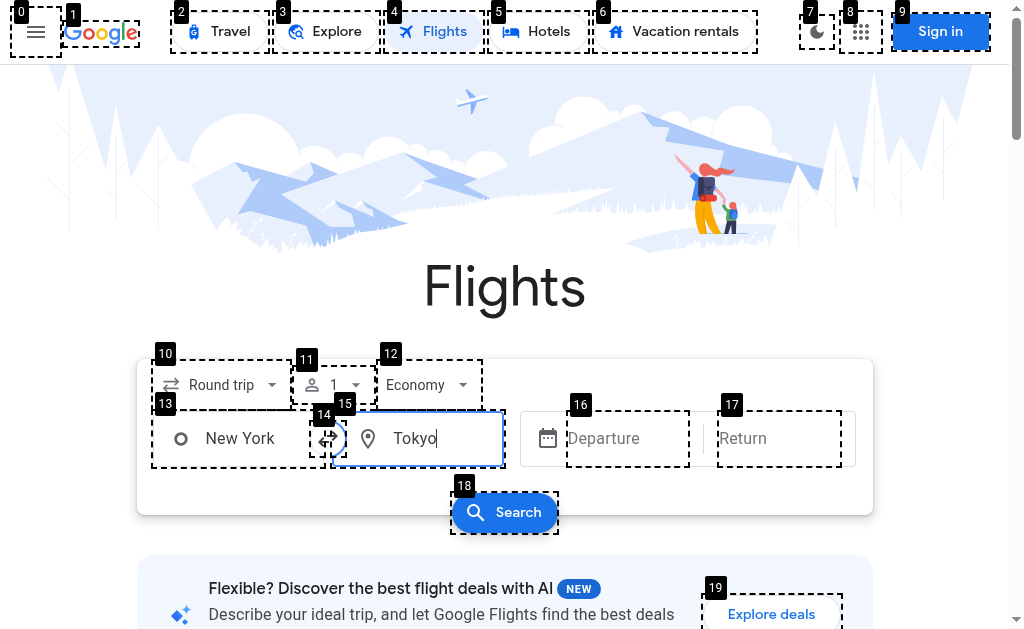 0
1
2
3
4
5
6
7
8
9
Google
Travel
Explore
Flights
Hotels
Vacation rentals
Sign in
Flights
10
11
12
Round trip
1
Economy
13
14
15
16
17
New York
Tokyo
Departure
Return
18
Search
Flexible? Discover the best flight deals with AI NEW
Describe your ideal trip, and let Google Flights find the best deals
19
Explore deals